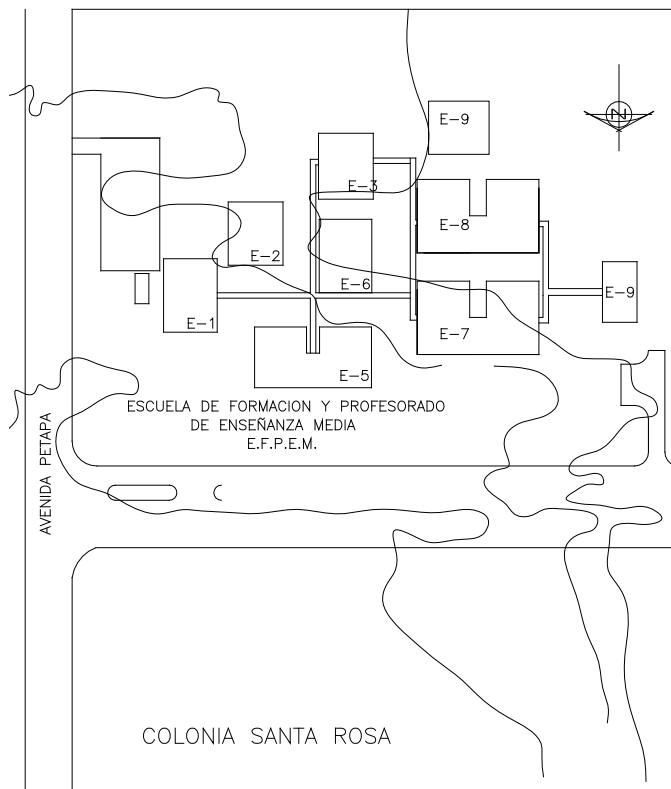 E-9
N
E-3
E-8
E-2
E-6
E-9
E-1
E-7
E-5
ESCUELA DE FORMACION Y PROFESORADO
DE ENSEÑANZA MEDIA
E.F.P.E.M.
AVENIDA PETAPA
COLONIA SANTA ROSA